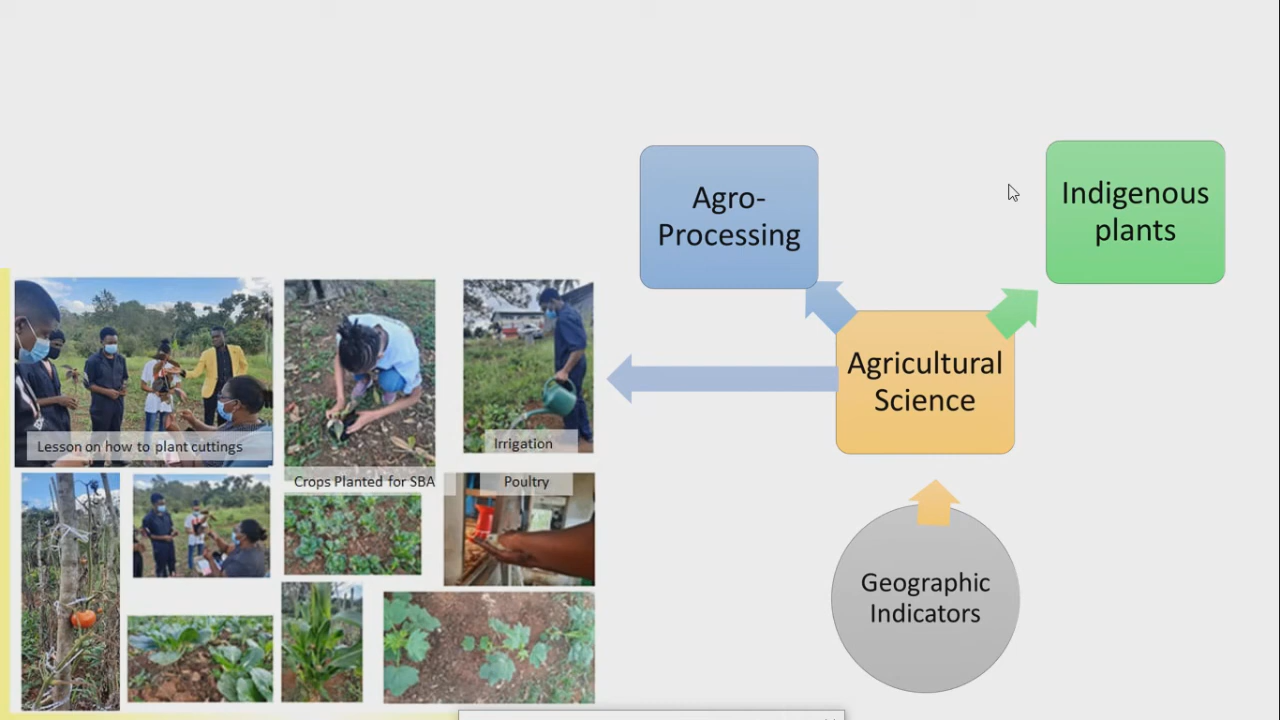 Agro-
Processing
Indigenous
plants
Agricultural
Science
Geographic
Indicators
Lesson on how to plant cuttings
Irrigation
Crops Planted for SBA
Poultry